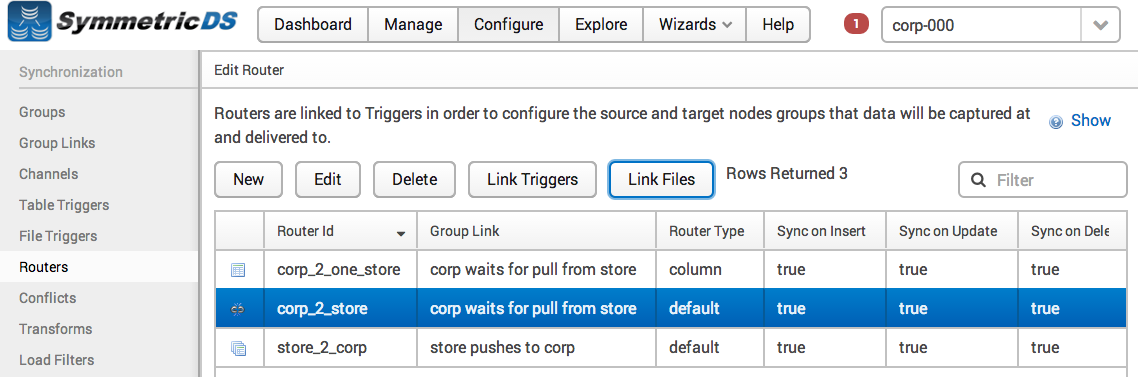 SymmetricDS
Dashboard Manage Configure Explore Wizards Help 1 corp-000
Synchronization
Groups
Group Links
Channels
Table Triggers
File Triggers
Routers
Conflicts
Transforms
Load Filters
Edit Router
Routers are linked to Triggers in order to configure the source and target nodes groups that data will be captured at
and delivered to.
Show
New Edit Delete Link Triggers Link Files Rows Returned 3 Filter
Router Id Group Link Router Type Sync on Insert Sync on Update Sync on Dele
corp_2_one_store corp waits for pull from store column true true true
corp_2_store corp waits for pull from store default true true true
store_2_corp store pushes to corp default true true true